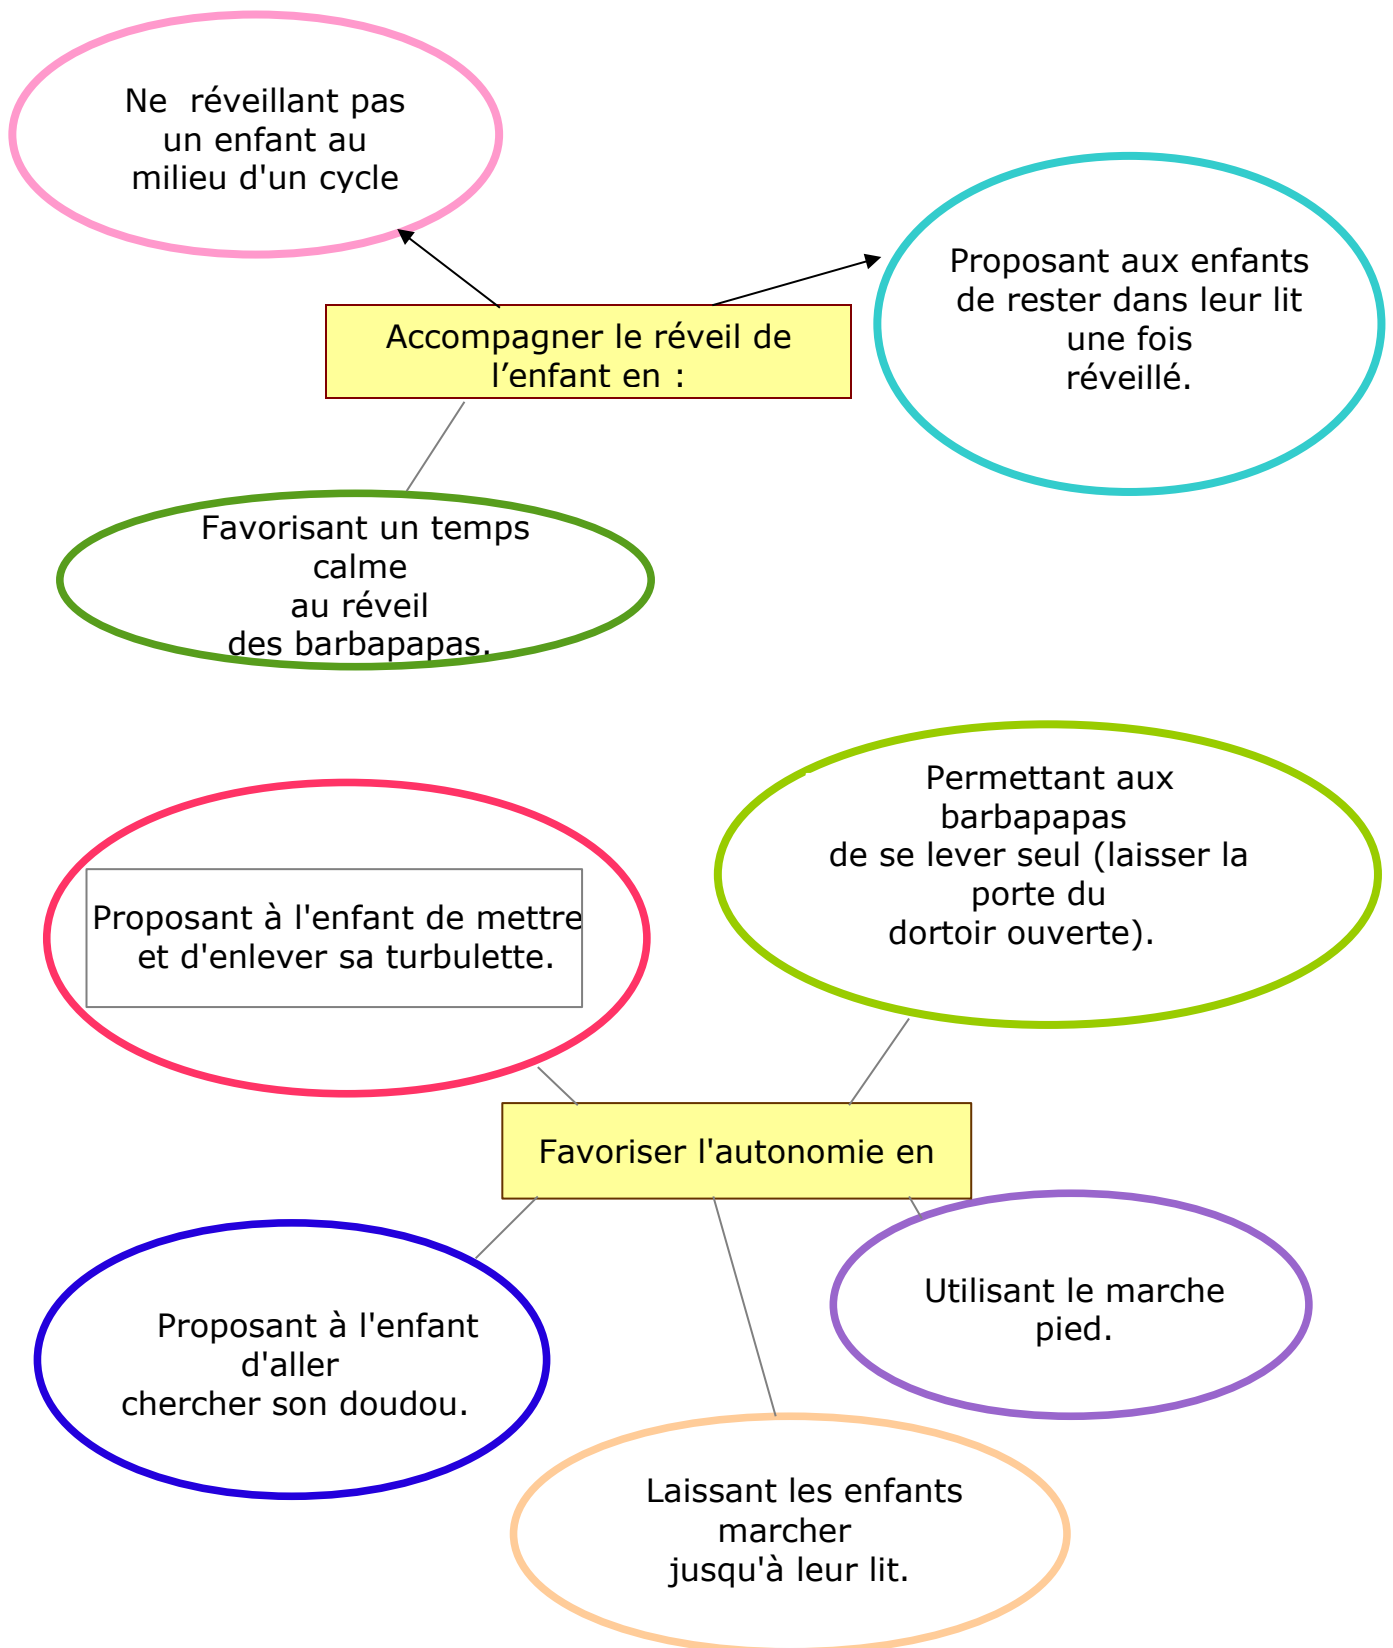 Ne  réveillant pas
un enfant au
milieu d'un cycle
Proposant aux enfants
de rester dans leur lit
une fois
réveillé.
Accompagner le réveil de
l’enfant en :
Favorisant un temps
calme
au réveil
des barbapapas.
Permettant aux
barbapapas
de se lever seul (laisser la
porte du
dortoir ouverte).
Proposant à l'enfant de mettre
et d'enlever sa turbulette.
Favoriser l'autonomie en
Utilisant le marche
pied.
Proposant à l'enfant
d'aller
chercher son doudou.
Laissant les enfants
marcher
jusqu'à leur lit.